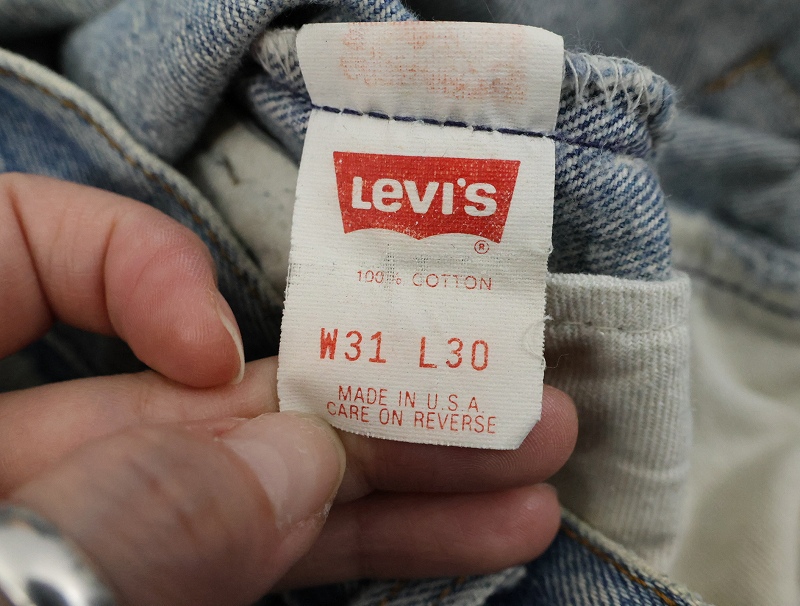 LEVI'S
®
100% COTTON
W31 L30
MADE IN U.S.A.
CARE ON REVERSE